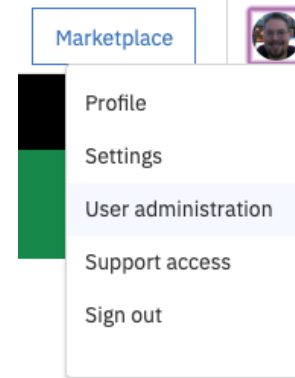 Marketplace
Profile
Settings
User administration
Support access
Sign out